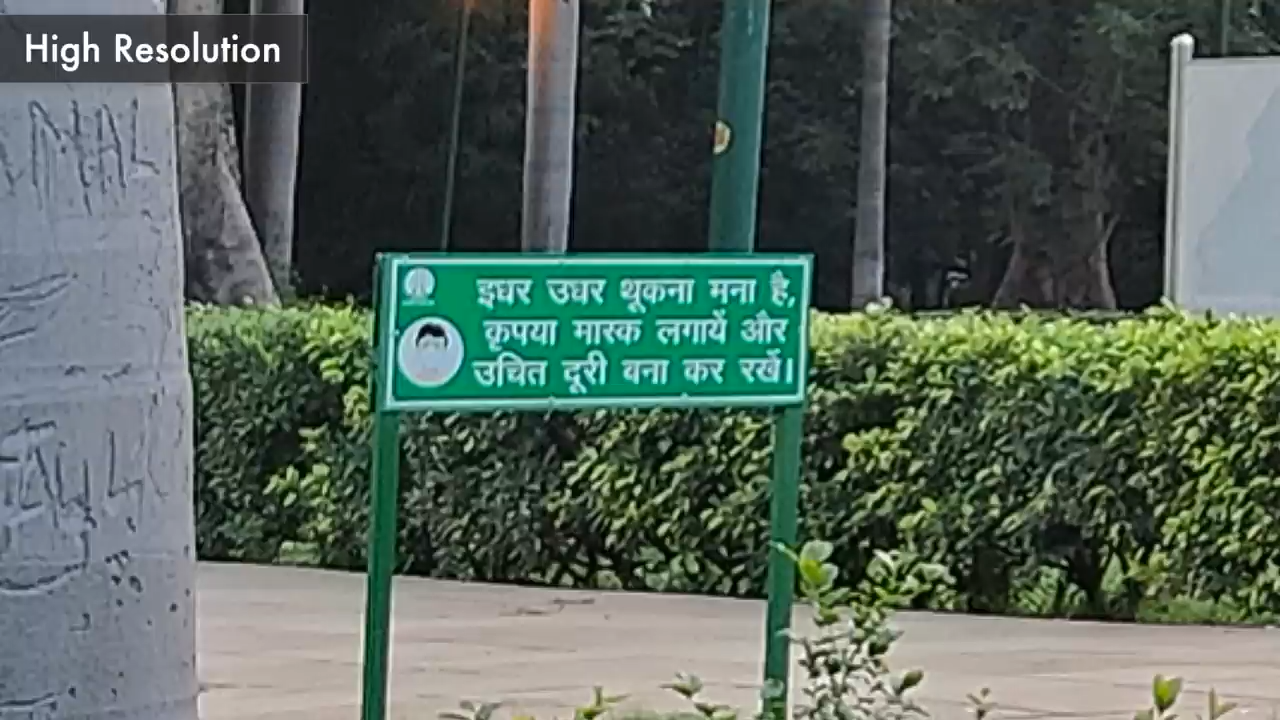 High Resolution
इधर उधर थूकना मना है,
कृपया मास्क लगायें और
उचित दूरी बना कर रखें।